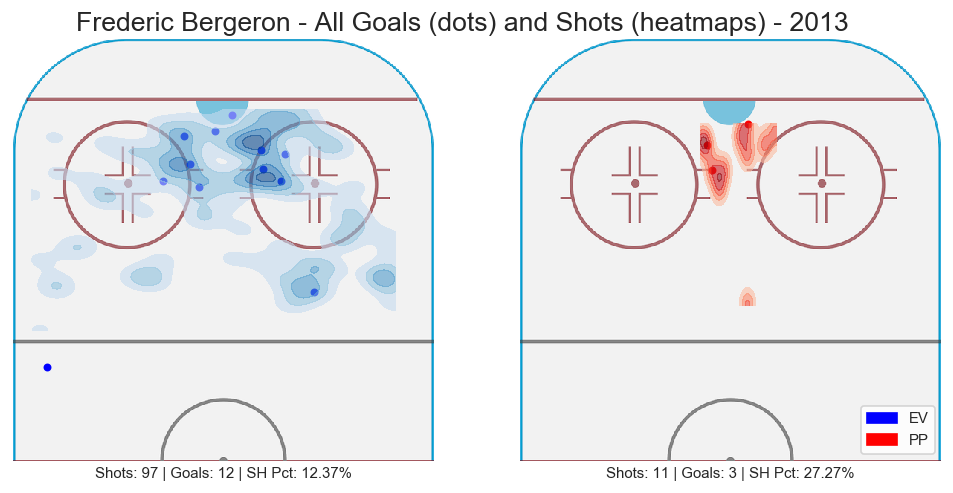 Frederic Bergeron - All Goals (dots) and Shots (heatmaps) - 2013
EV
PP
Shots: 97 | Goals: 12 | SH Pct: 12.37%
Shots: 11 | Goals: 3 | SH Pct: 27.27%